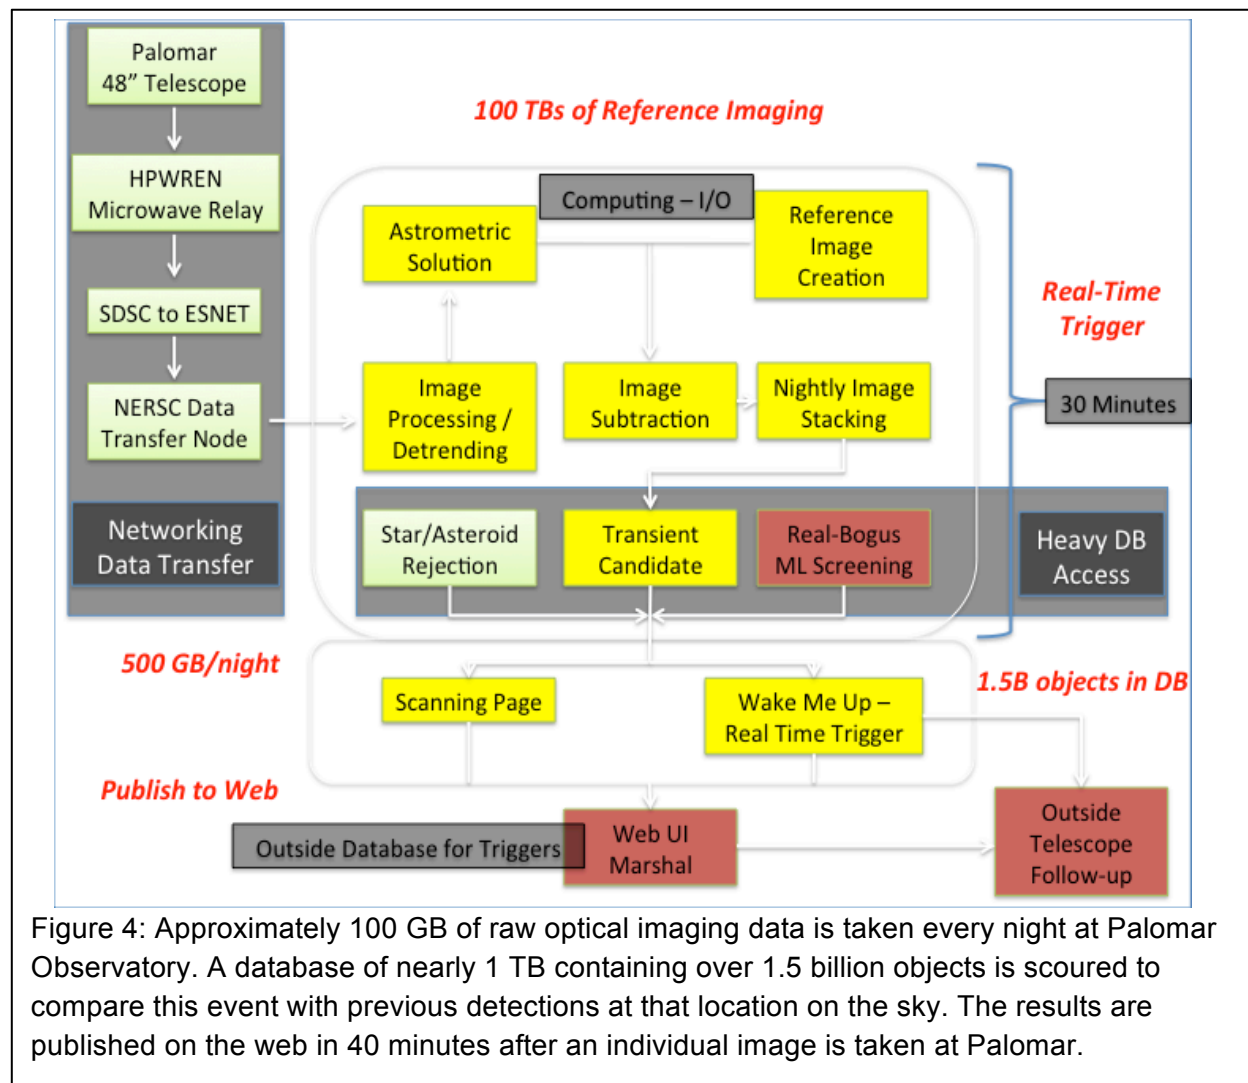 Palomar
48” Telescope
HPWREN
Microwave Relay
SDSC to ESNET
NERSC Data
Transfer Node
Networking
Data Transfer
500 GB/night
100 TBs of Reference Imaging
Computing – I/O
Astrometric
Solution
Reference
Image
Creation
Image
Processing /
Detrending
Image
Subtraction
Nightly Image
Stacking
Real-Time
Trigger
30 Minutes
Star/Asteroid
Rejection
Transient
Candidate
Real-Bogus
ML Screening
Heavy DB
Access
1.5B objects in DB
Scanning Page
Wake Me Up –
Real Time Trigger
Publish to Web
Outside Database for Triggers
Web UI
Marshal
Outside
Telescope
Follow-up
Figure 4: Approximately 100 GB of raw optical imaging data is taken every night at Palomar
Observatory. A database of nearly 1 TB containing over 1.5 billion objects is scoured to
compare this event with previous detections at that location on the sky. The results are
published on the web in 40 minutes after an individual image is taken at Palomar.